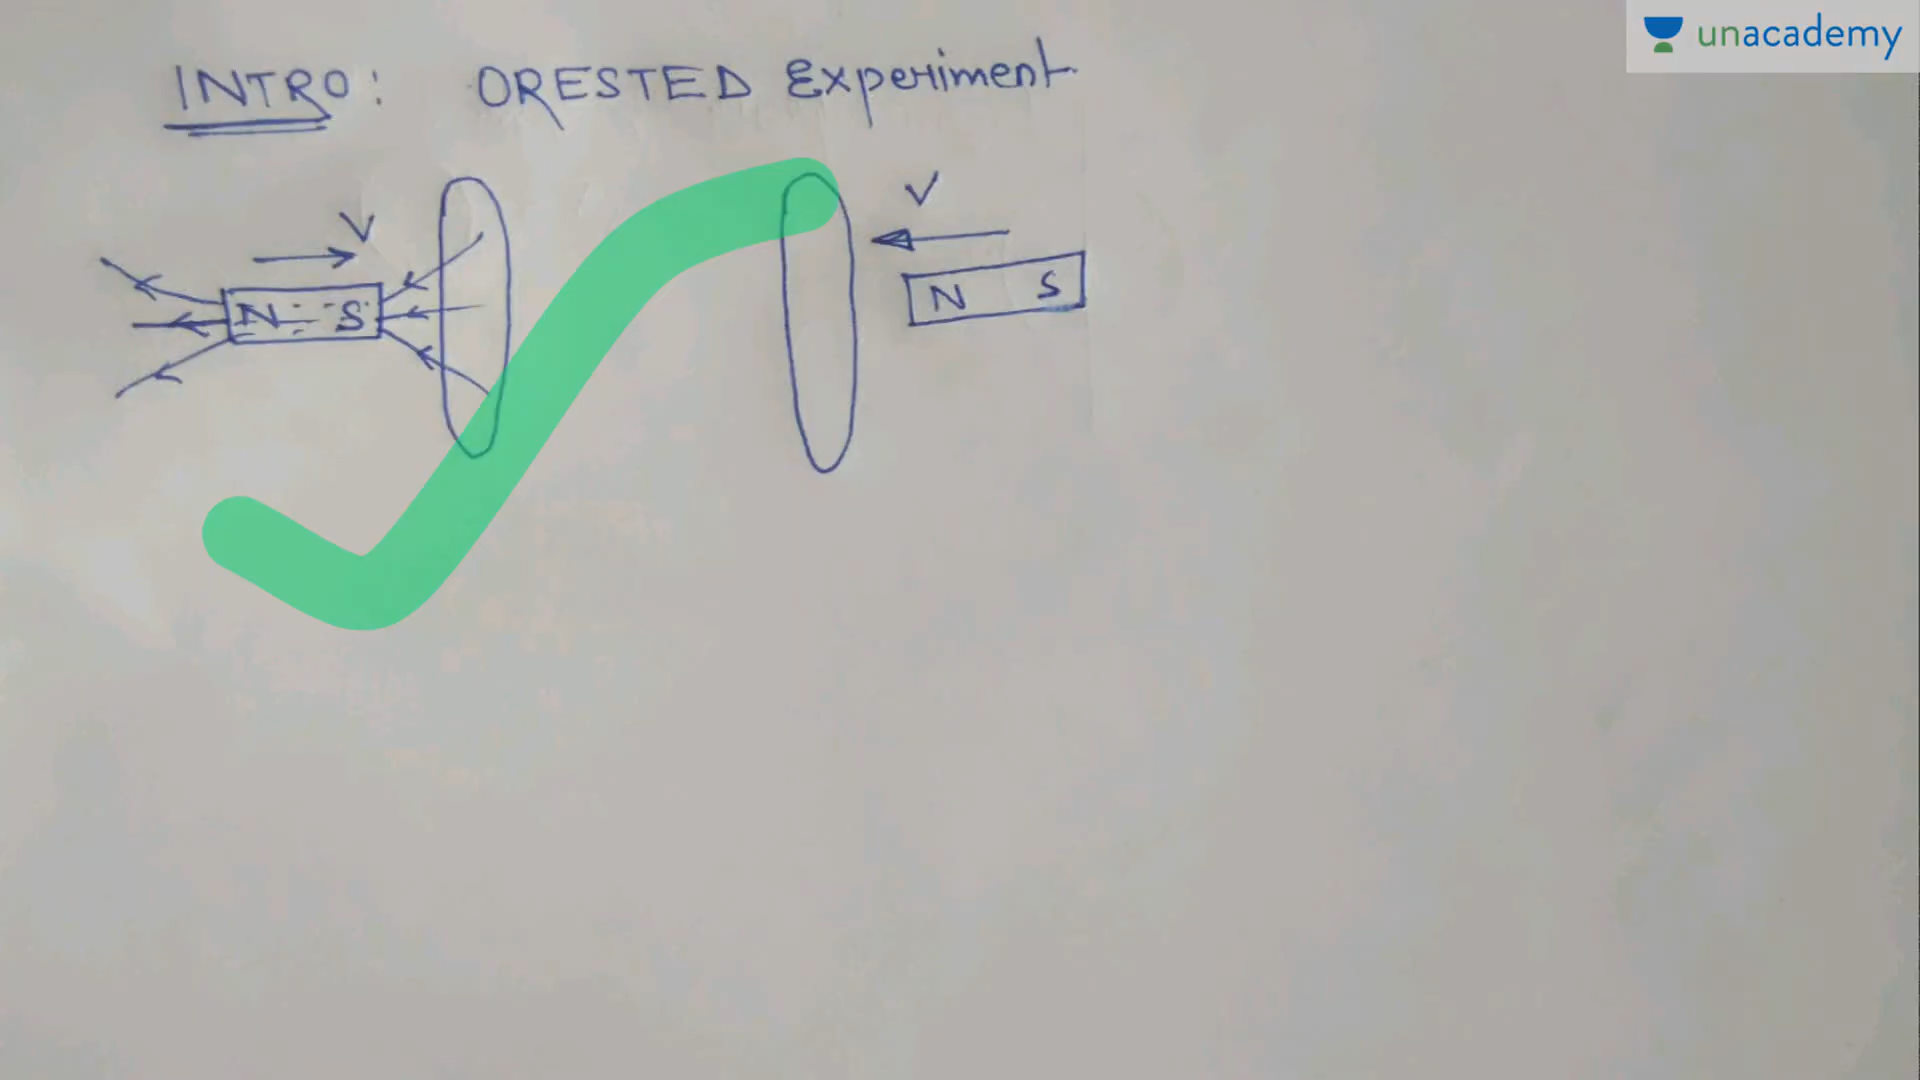 unacademy
INTRO: ORESTED Experiment
V
V
N S
N S